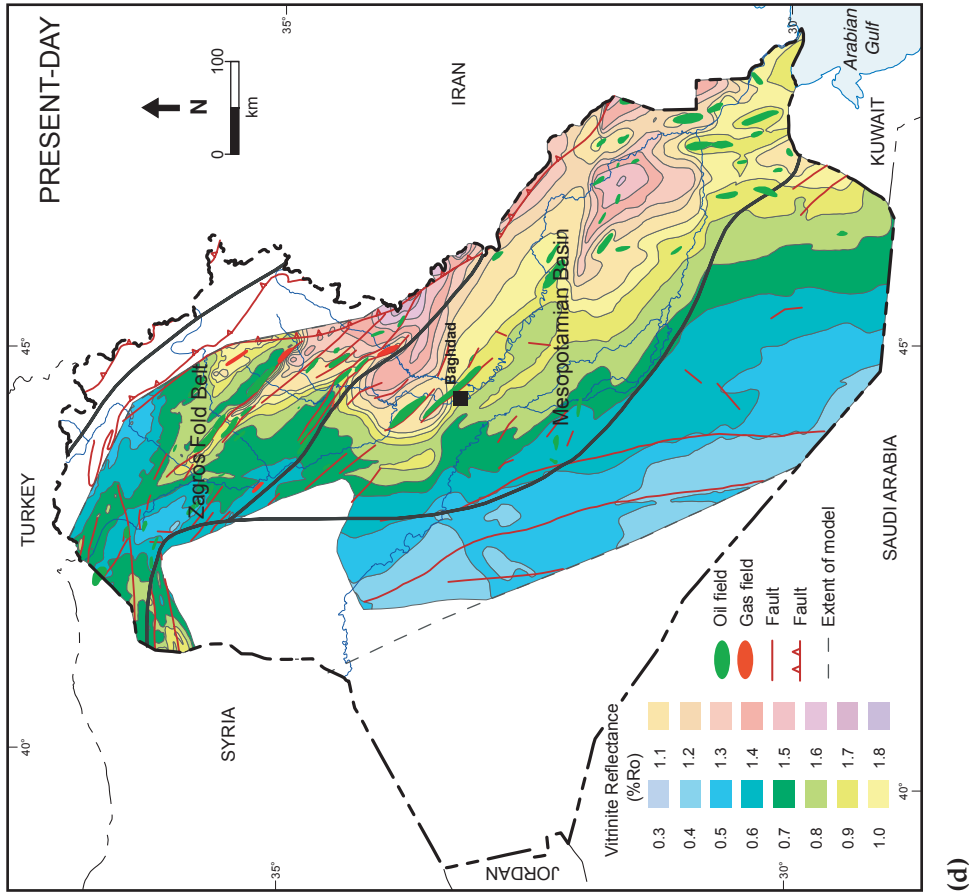 PRESENT-DAY
N
0 100
km
TURKEY
SYRIA
IRAN
JORDAN
SAUDI ARABIA
KUWAIT
Arabian
Gulf
Zagros Fold Belt
Mesopotamian Basin
Baghdad
40°
45°
35°
35°
30°
30°
40°
45°
Vitrinite Reflectance
(%Ro)
0.3 1.1
0.4 1.2
0.5 1.3
0.6 1.4
0.7 1.5
0.8 1.6
0.9 1.7
1.0 1.8
Oil field
Gas field
Fault
Fault
Extent of model
(d)